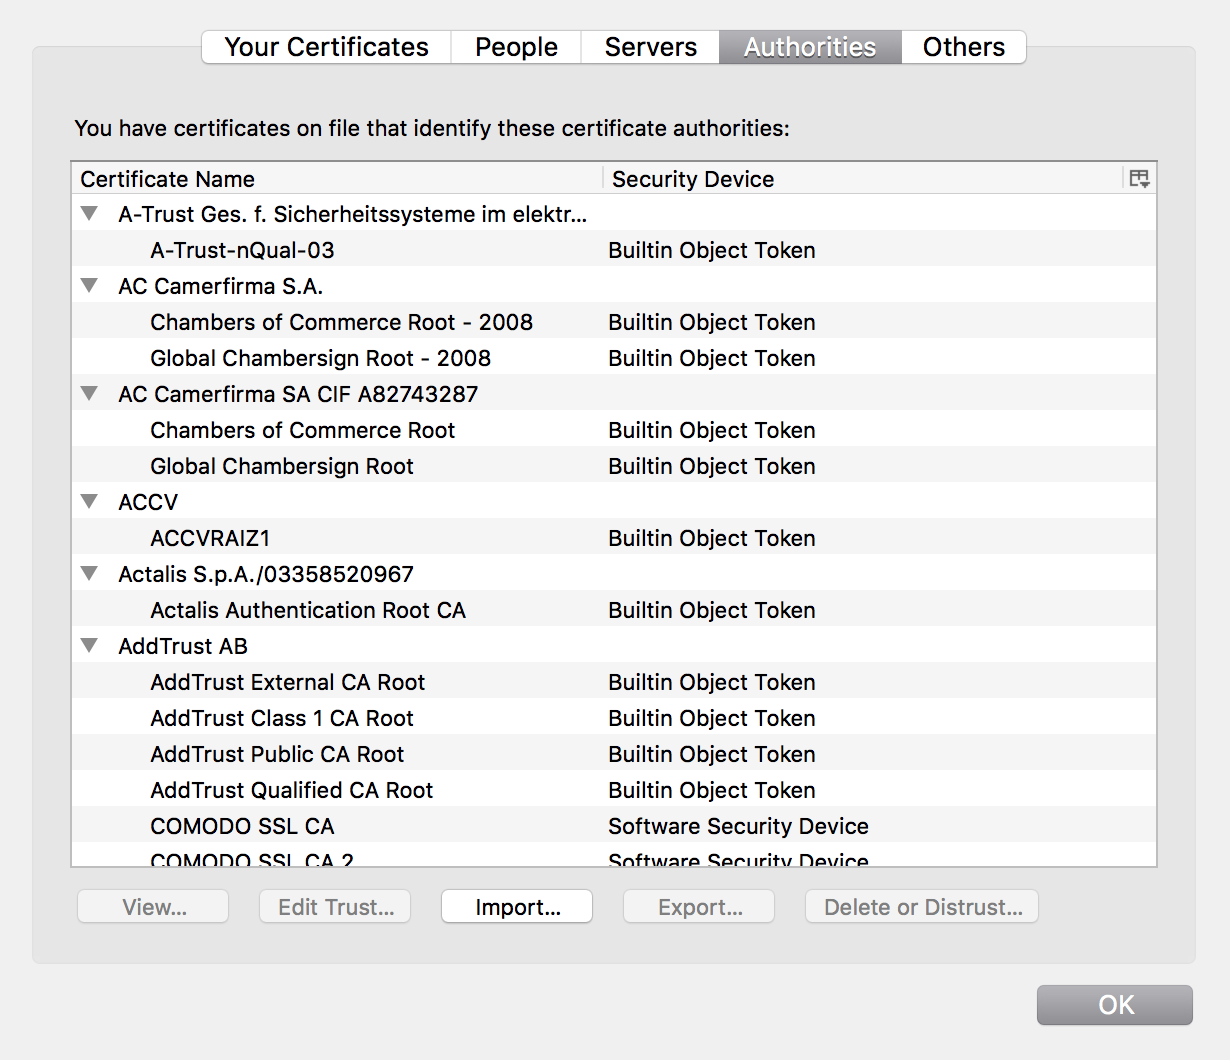 Your Certificates People Servers Authorities Others
You have certificates on file that identify these certificate authorities:
Certificate Name Security Device
A-Trust Ges. f. Sicherheitssysteme im elektr...
A-Trust-nQual-03 Builtin Object Token
AC Camerfirma S.A.
Chambers of Commerce Root - 2008 Builtin Object Token
Global Chambersign Root - 2008 Builtin Object Token
AC Camerfirma SA CIF A82743287
Chambers of Commerce Root Builtin Object Token
Global Chambersign Root Builtin Object Token
ACCV
ACCVRAIZ1 Builtin Object Token
Actalis S.p.A./03358520967
Actalis Authentication Root CA Builtin Object Token
AddTrust AB
AddTrust External CA Root Builtin Object Token
AddTrust Class 1 CA Root Builtin Object Token
AddTrust Public CA Root Builtin Object Token
AddTrust Qualified CA Root Builtin Object Token
COMODO SSL CA Software Security Device
COMODO SSL CA 2 Software Security Device
View... Edit Trust... Import... Export... Delete or Distrust...
OK